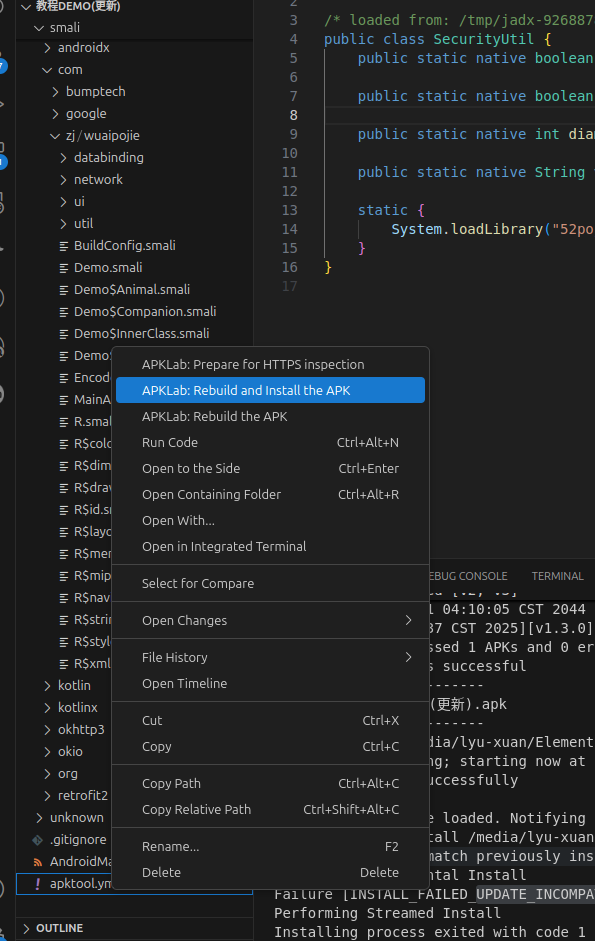 教程DEMO(更新)
smali
androidx
com
bumptech
google
zj/wuaipojie
databinding
network
ui
util
BuildConfig.smali
Demo.smali
Demo$Animal.smali
Demo$Companion.smali
Demo$InnerClass.smali
Demo
Encod
MainA
R.smal
R$colo
R$dim
R$draw
R$id.s
R$layo
R$men
R$mip
R$nav
R$strin
R$style
R$xml
kotlin
kotlinx
okhttp3
okio
org
retrofit2
unknown
.gitignore
AndroidMa
apktool.ym
OUTLINE
2
3 /* loaded from: /tmp/jadx-926887
4 public class SecurityUtil {
5 public static native boolean
6
7 public static native boolean
8
9 public static native int dia
10
11 public static native String
12
13 static {
14 System.loadLibrary("52po
15 }
16 }
17
APKLab: Prepare for HTTPS inspection
APKLab: Rebuild and Install the APK
APKLab: Rebuild the APK
Run Code Ctrl+Alt+N
Open to the Side Ctrl+Enter
Open Containing Folder Ctrl+Alt+R
Open With...
Open in Integrated Terminal
Select for Compare
Open Changes
File History
Open Timeline
Cut Ctrl+X
Copy Ctrl+C
Copy Path Ctrl+Alt+C
Copy Relative Path Ctrl+Shift+Alt+C
Rename... F2
Delete Delete
EBUG CONSOLE TERMINAL
1 04:10:05 CST 2044
37 CST 2025][v1.3.0]
ssed 1 APKs and 0 er
s successful
-------
(更新).apk
-------
dia/lyu-xuan/Element
ng; starting now at
uccessfully
e loaded. Notifying
tall /media/lyu-xuan
match previously ins
ntal Install
Failure [INSTALL_FAILED_UPDATE_INCOMPA
Performing Streamed Install
Installing process exited with code 1